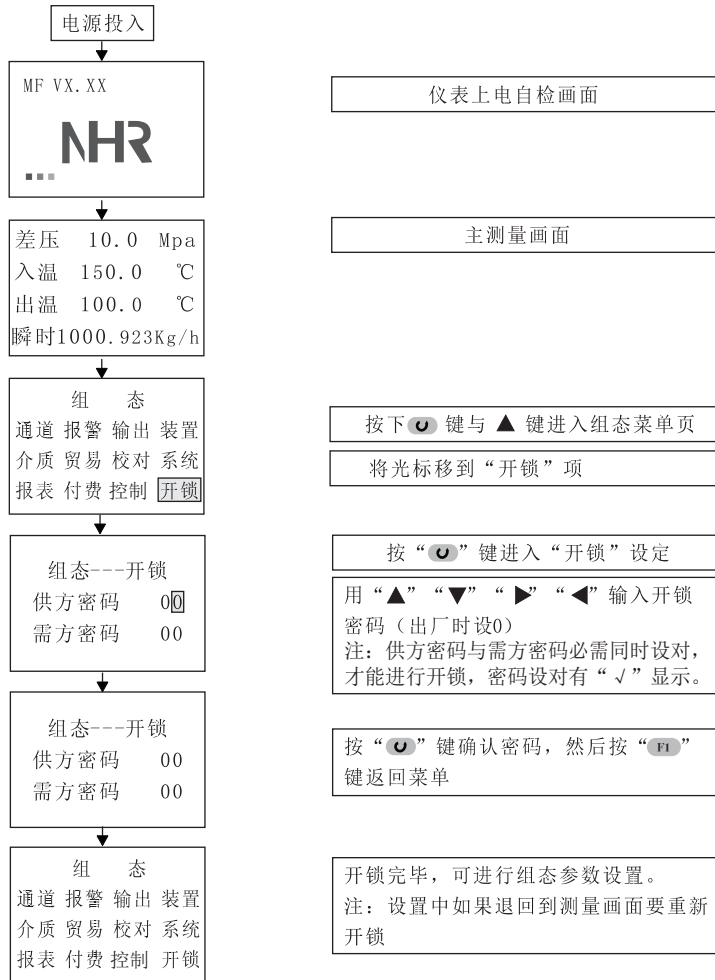 电源投入
MF VX.XX
NHR
仪表上电自检画面
差压 10.0 Mpa
入温 150.0 ℃
出温 100.0 ℃
瞬时1000.923Kg/h
主测量画面
组 态
通道 报警 输出 装置
介质 贸易 校对 系统
报表 付费 控制 开锁
按下 键与 ▲ 键进入组态菜单页
将光标移到“开锁”项
组态---开锁
供方密码 00
需方密码 00
按“ ”键进入“开锁”设定
用“▲”“▼”“▶”“◀”输入开锁
密码（出厂时设0）
注：供方密码与需方密码必需同时设对，
才能进行开锁，密码设对有“√”显示。
组态---开锁
供方密码 00
需方密码 00
按“ ”键确认密码，然后按“F1”
键返回菜单
组 态
通道 报警 输出 装置
介质 贸易 校对 系统
报表 付费 控制 开锁
开锁完毕，可进行组态参数设置。
注：设置中如果退回到测量画面要重新
开锁